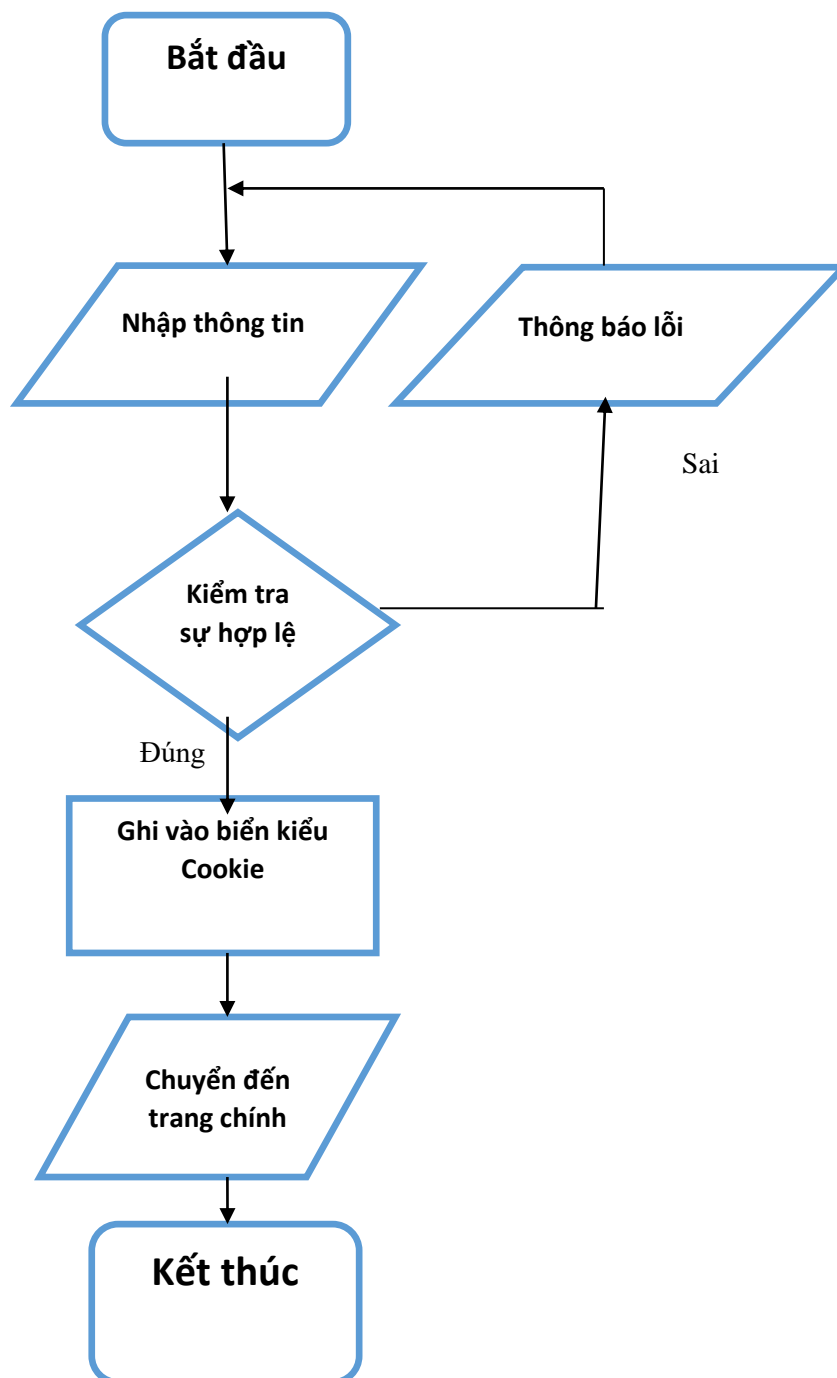 Bắt đầu
Nhập thông tin
Thông báo lỗi
Sai
Kiểm tra
sự hợp lệ
Đúng
Ghi vào biển kiểu
Cookie
Chuyển đến
trang chính
Kết thúc